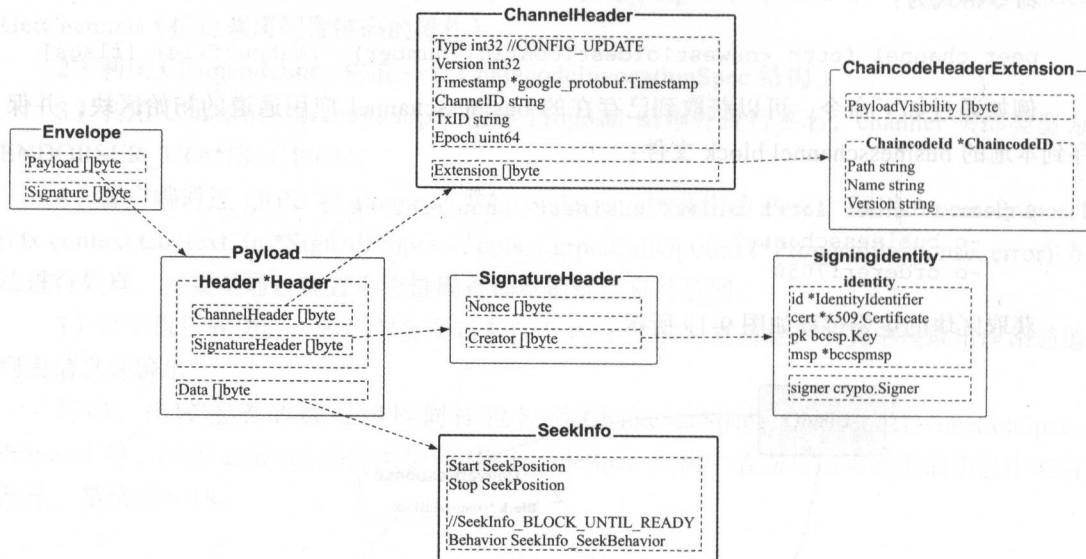 ChannelHeader
Type int32 //CONFIG_UPDATE
Version int32
Timestamp *google_protobuf.Timestamp
ChannelID string
TxID string
Epoch uint64
Extension []byte
ChaincodeHeaderExtension
PayloadVisibility []byte
ChaincodeId *ChaincodeID
Path string
Name string
Version string
Envelope
Payload []byte
Signature []byte
Payload
Header *Header
ChannelHeader []byte
SignatureHeader []byte
Data []byte
SignatureHeader
Nonce []byte
Creator []byte
signingidentity
identity
id *IdentityIdentifier
cert *x509.Certificate
pk bccsp.Key
msp *bccspmsp
signer crypto.Signer
SeekInfo
Start SeekPosition
Stop SeekPosition
//SeekInfo_BLOCK_UNTIL_READY
Behavior SeekInfo_SeekBehavior